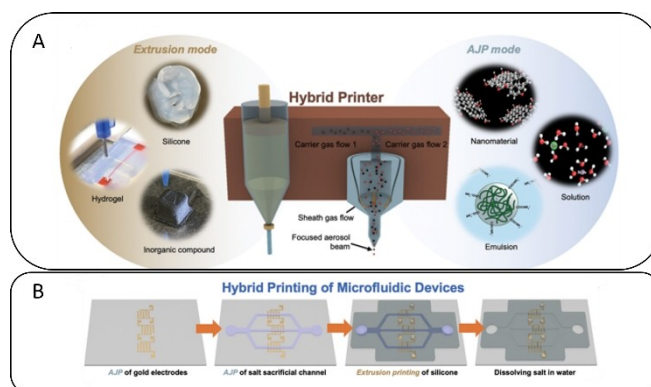 A
Extrusion mode
AJP mode
Hybrid Printer
Silicone
Hydrogel
Inorganic compound
Carrier gas flow 1
Carrier gas flow 2
Sheath gas flow
Focused aerosol
beam
Nanomaterial
Solution
Emulsion
B
Hybrid Printing of Microfluidic Devices
AJP of gold electrodes
AJP of salt sacrificial channel
Extrusion printing of silicone
Dissolving salt in water